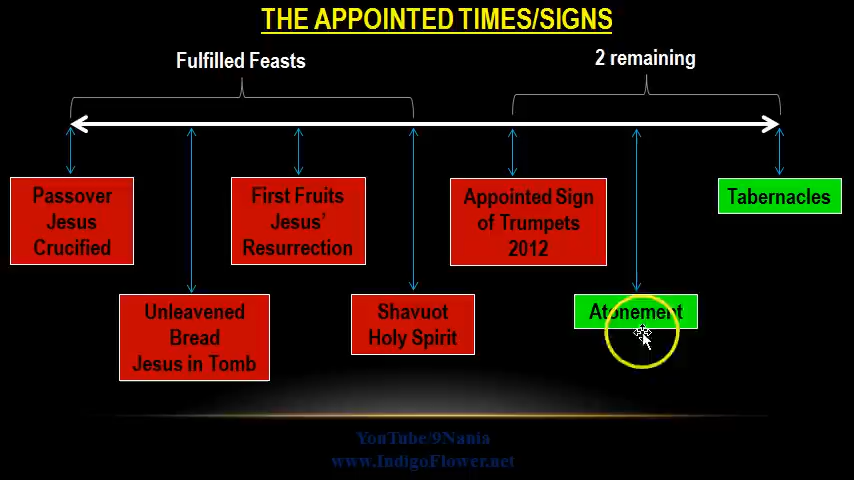 THE APPOINTED TIMES/SIGNS
Fulfilled Feasts
2 remaining
Passover
Jesus
Crucified
First Fruits
Jesus’
Resurrection
Appointed Sign
of Trumpets
2012
Tabernacles
Unleavened
Bread
Jesus in Tomb
Shavuot
Holy Spirit
Atonement
YouTube/9Nania
www.IndigoFlower.net